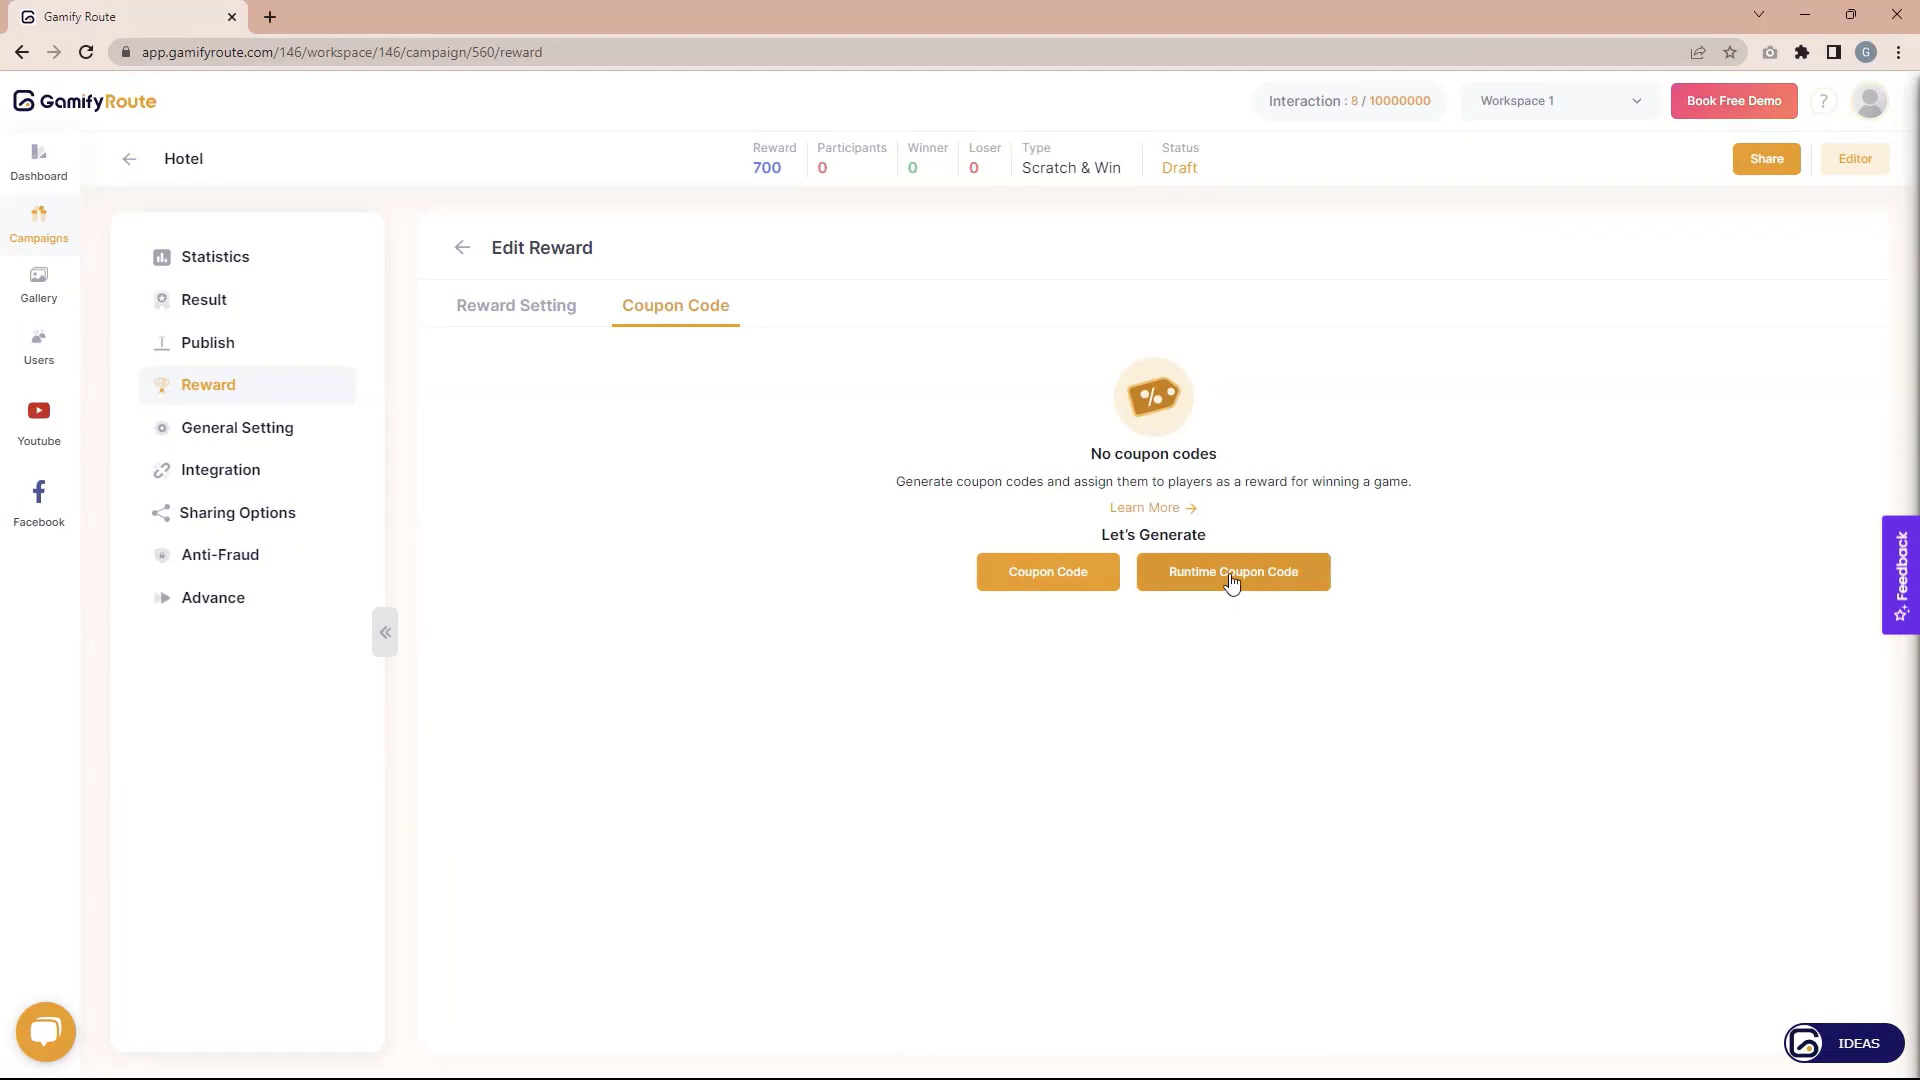 Gamify Route
app.gamifyroute.com/146/workspace/146/campaign/560/reward
G
GamifyRoute
Interaction : 8 / 10000000
Workspace 1
Book Free Demo
?
Hotel
Reward
700
Participants
0
Winner
0
Loser
0
Type
Scratch & Win
Status
Draft
Share
Editor
Dashboard
Campaigns
Gallery
Users
Youtube
Facebook
Statistics
Result
Publish
Reward
General Setting
Integration
Sharing Options
Anti-Fraud
Advance
Edit Reward
Reward Setting
Coupon Code
%
No coupon codes
Generate coupon codes and assign them to players as a reward for winning a game.
Learn More →
Let's Generate
Coupon Code
Runtime Coupon Code
Feedback
IDEAS